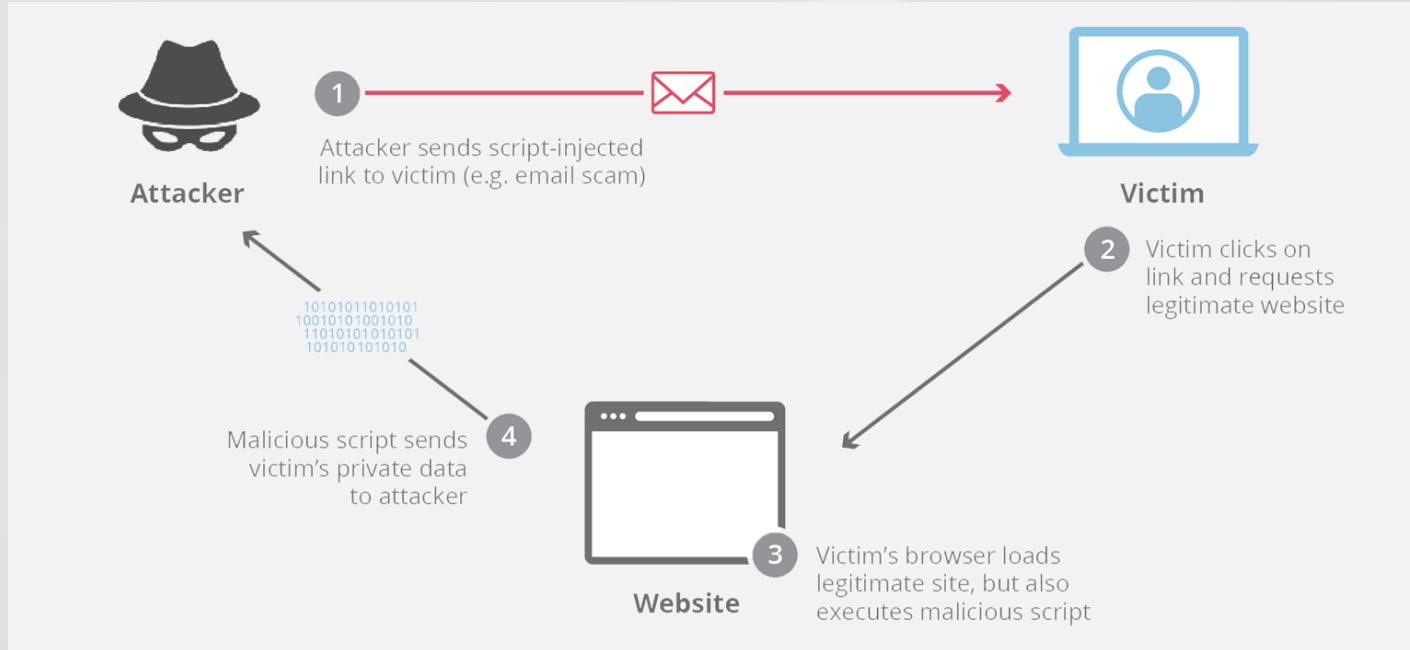 1
Attacker sends script-injected
link to victim (e.g. email scam)
Attacker
Victim
2
Victim clicks on
link and requests
legitimate website
10101011010101
10010101001010
11010101010101
101010101010
4
Malicious script sends
victim's private data
to attacker
3
Victim's browser loads
legitimate site, but also
executes malicious script
Website